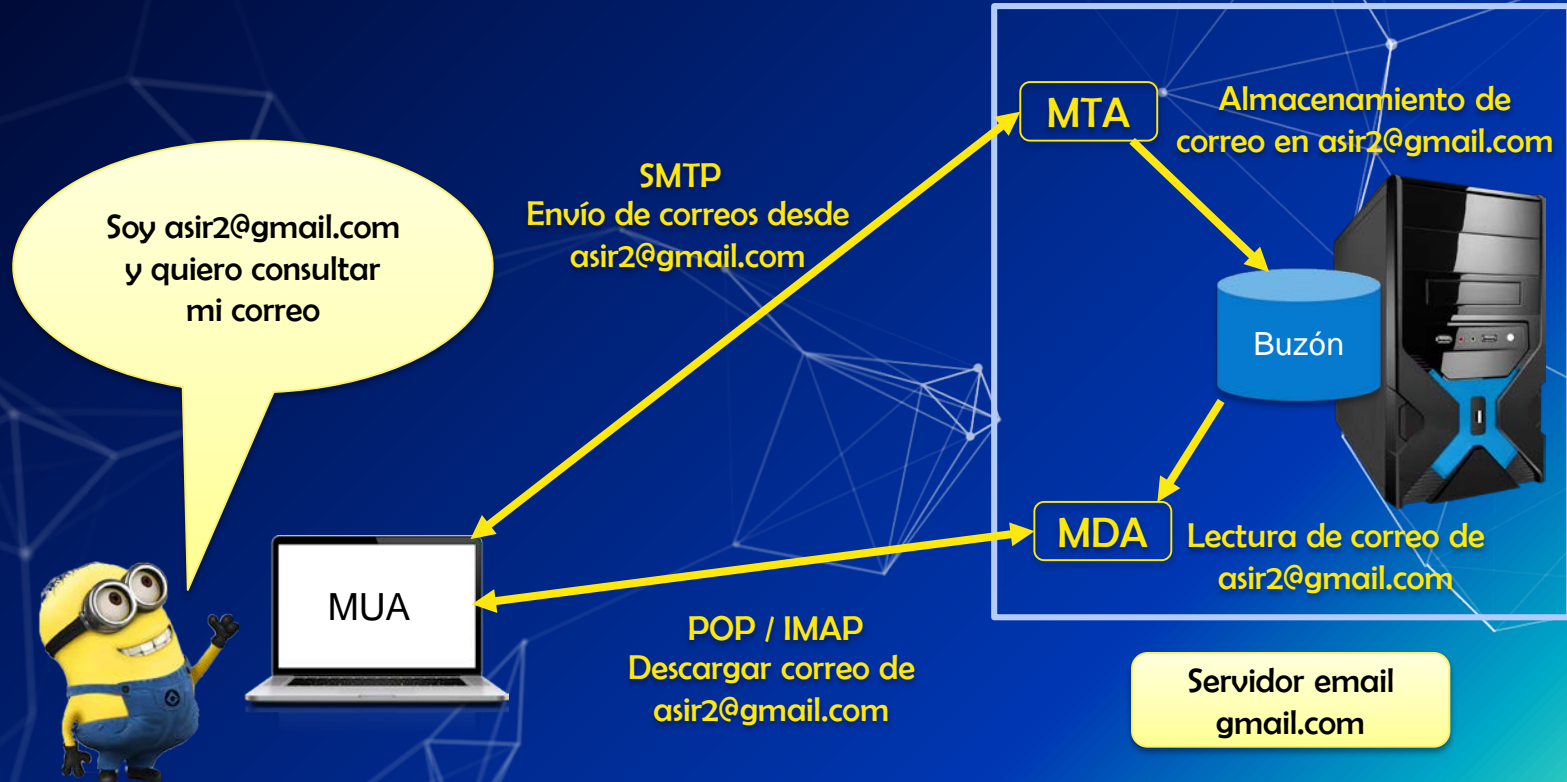 Soy asir2@gmail.com
y quiero consultar
mi correo
MUA
SMTP
Envío de correos desde
asir2@gmail.com
POP / IMAP
Descargar correo de
asir2@gmail.com
MTA
Almacenamiento de
correo en asir2@gmail.com
Buzón
MDA
Lectura de correo de
asir2@gmail.com
Servidor email
gmail.com